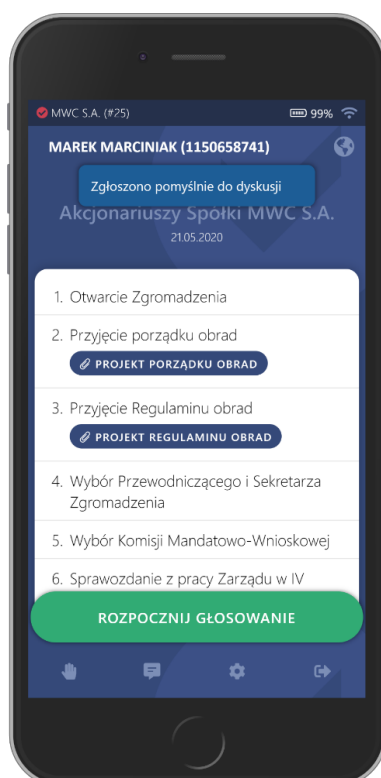 MWC S.A. (#25) 99%
MAREK MARCINIAK (1150658741)
Zgłoszono pomyślnie do dyskusji
Akcjonariuszy Spółki MWC S.A.
21.05.2020
1. Otwarcie Zgromadzenia
2. Przyjęcie porządku obrad
PROJEKT PORZĄDKU OBRAD
3. Przyjęcie Regulaminu obrad
PROJEKT REGULAMINU OBRAD
4. Wybór Przewodniczącego i Sekretarza
Zgromadzenia
5. Wybór Komisji Mandatowo-Wnioskowej
6. Sprawozdanie z pracy Zarządu w IV
ROZPOCZNIJ GŁOSOWANIE